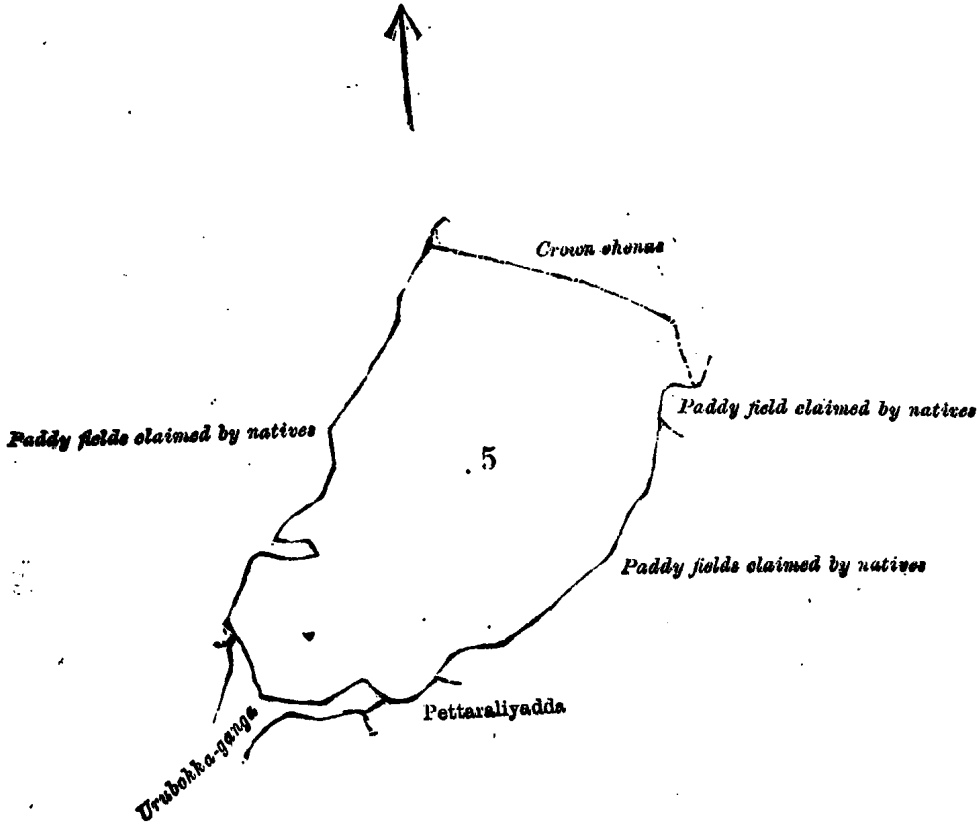 Crown chenas
Paddy field claimed by natives
Paddy fields claimed by natives
5
Paddy fields claimed by natives
Pettaraliyadda
Urubokka-ganga